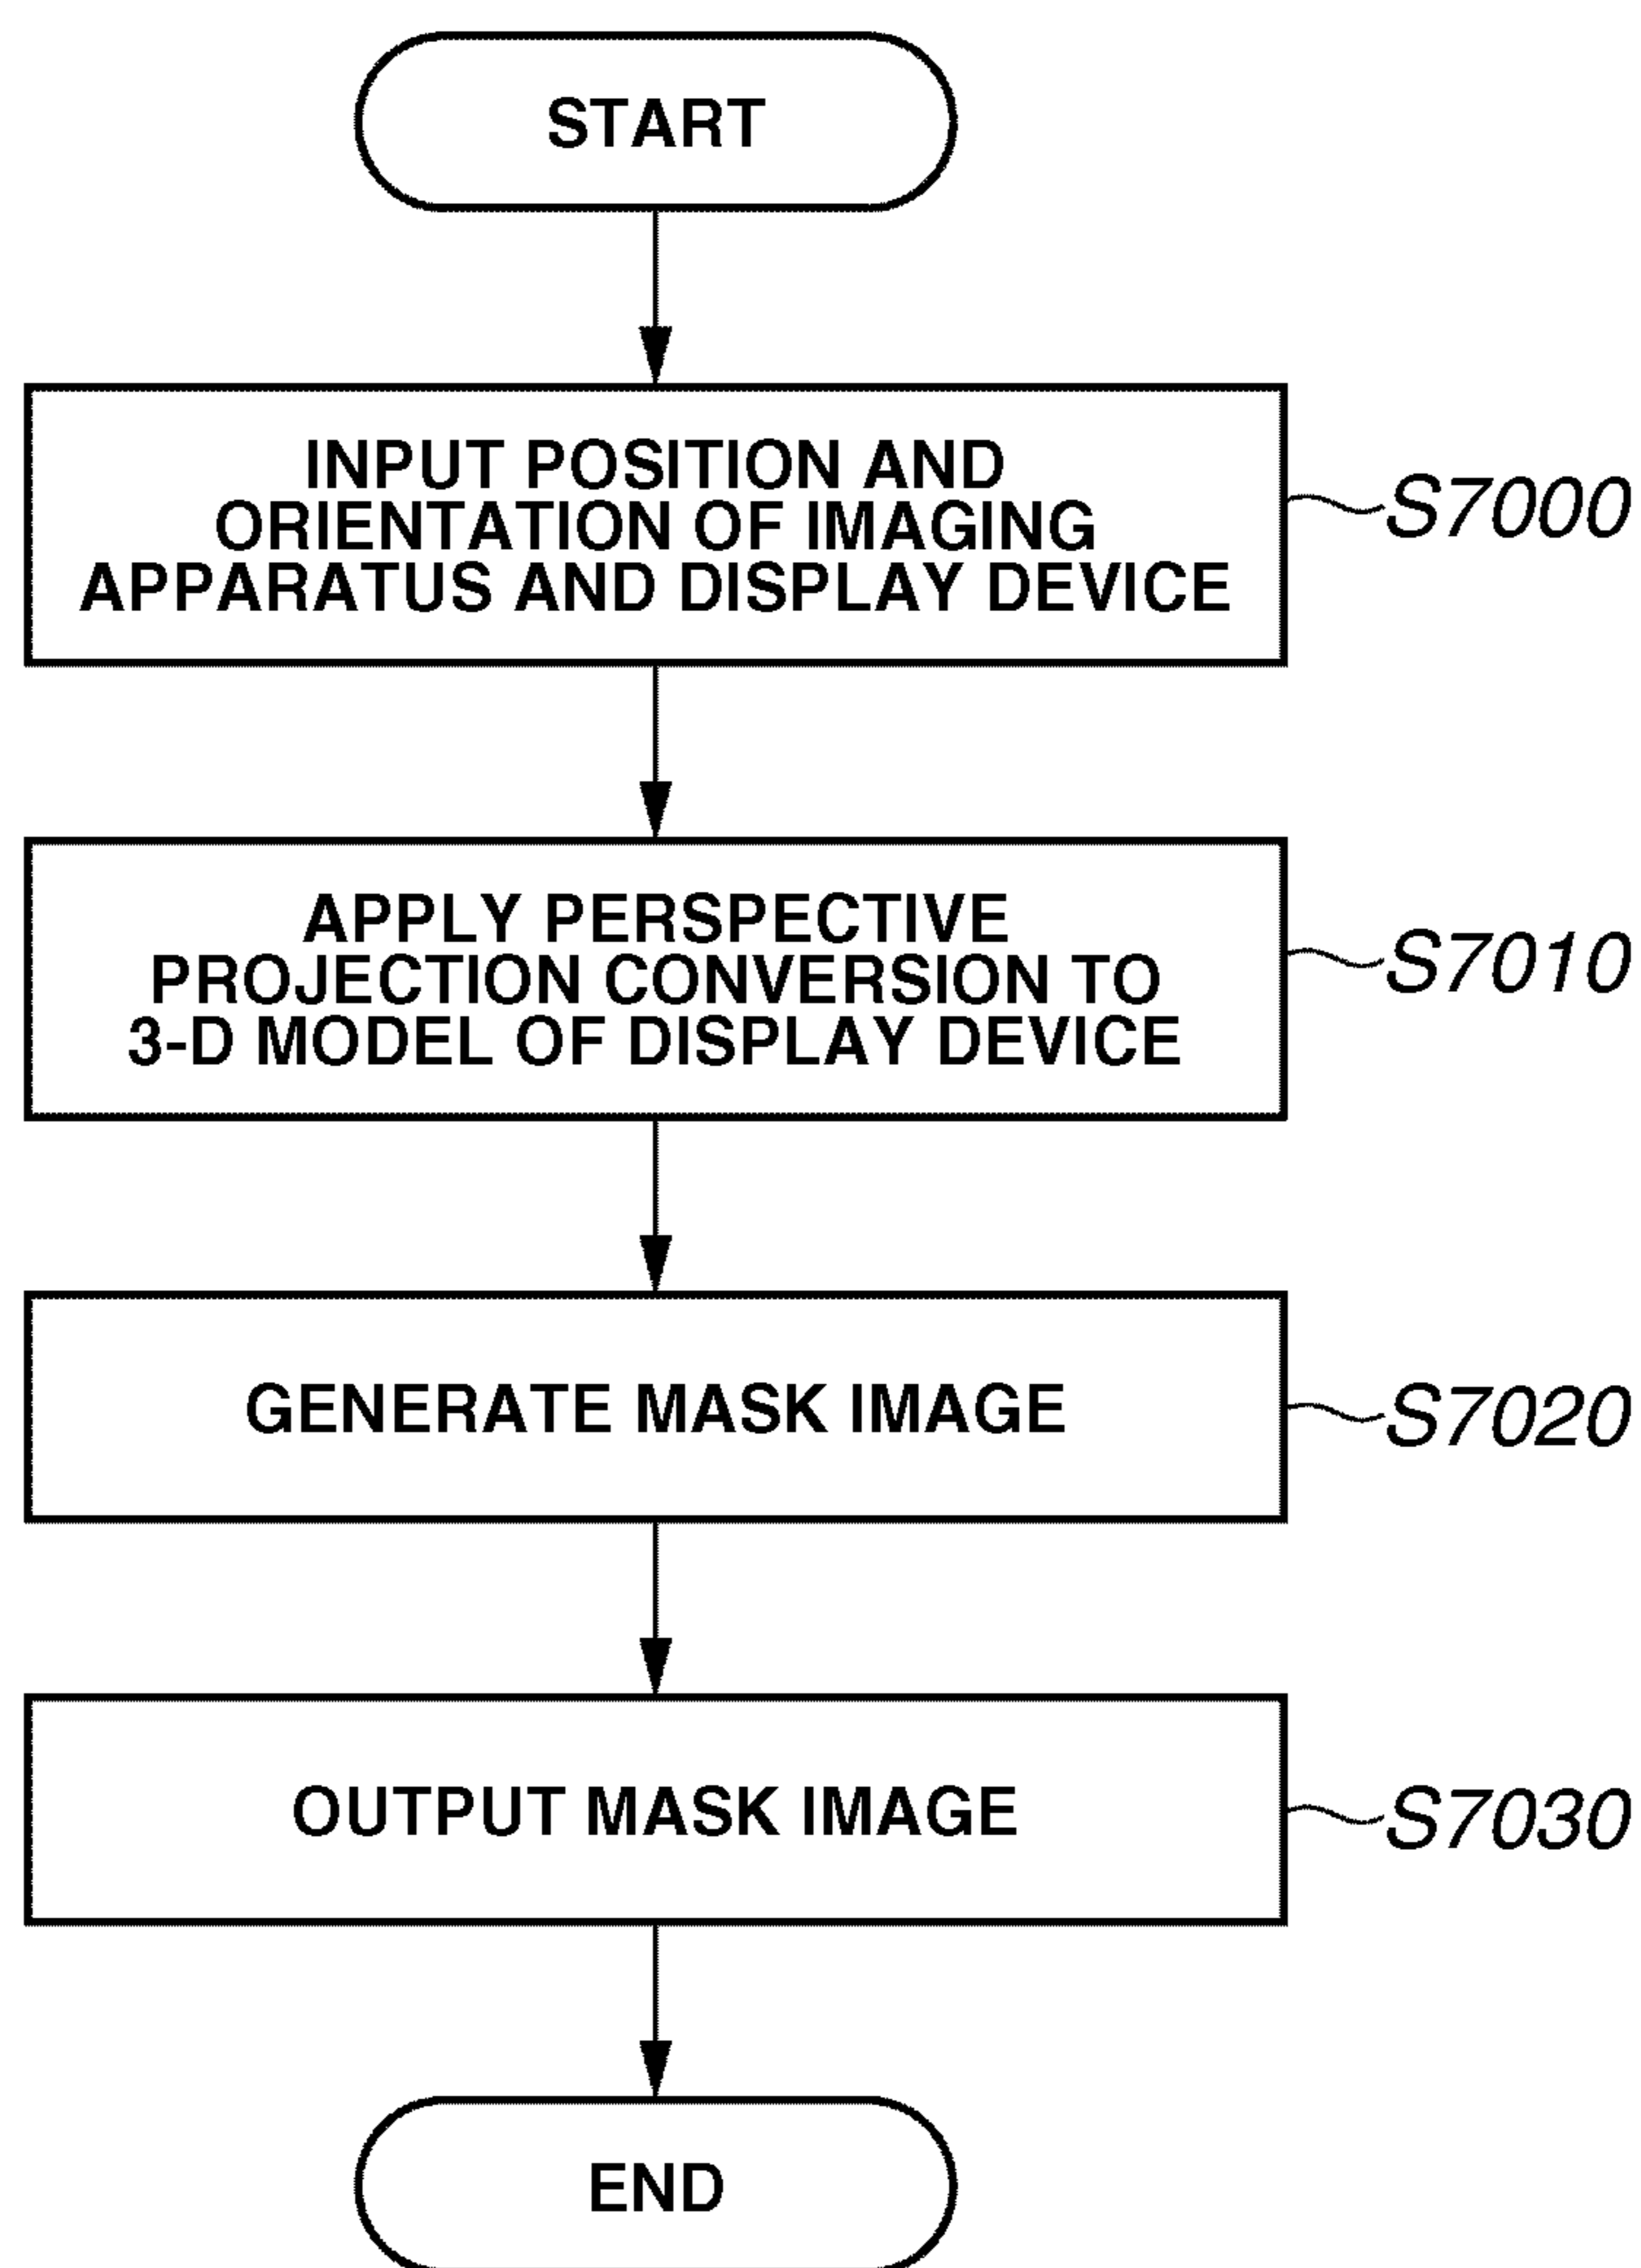 START
INPUT POSITION AND
ORIENTATION OF IMAGING
APPARATUS AND DISPLAY DEVICE
S7000
APPLY PERSPECTIVE
PROJECTION CONVERSION TO
3-D MODEL OF DISPLAY DEVICE
S7010
GENERATE MASK IMAGE
S7020
OUTPUT MASK IMAGE
S7030
END